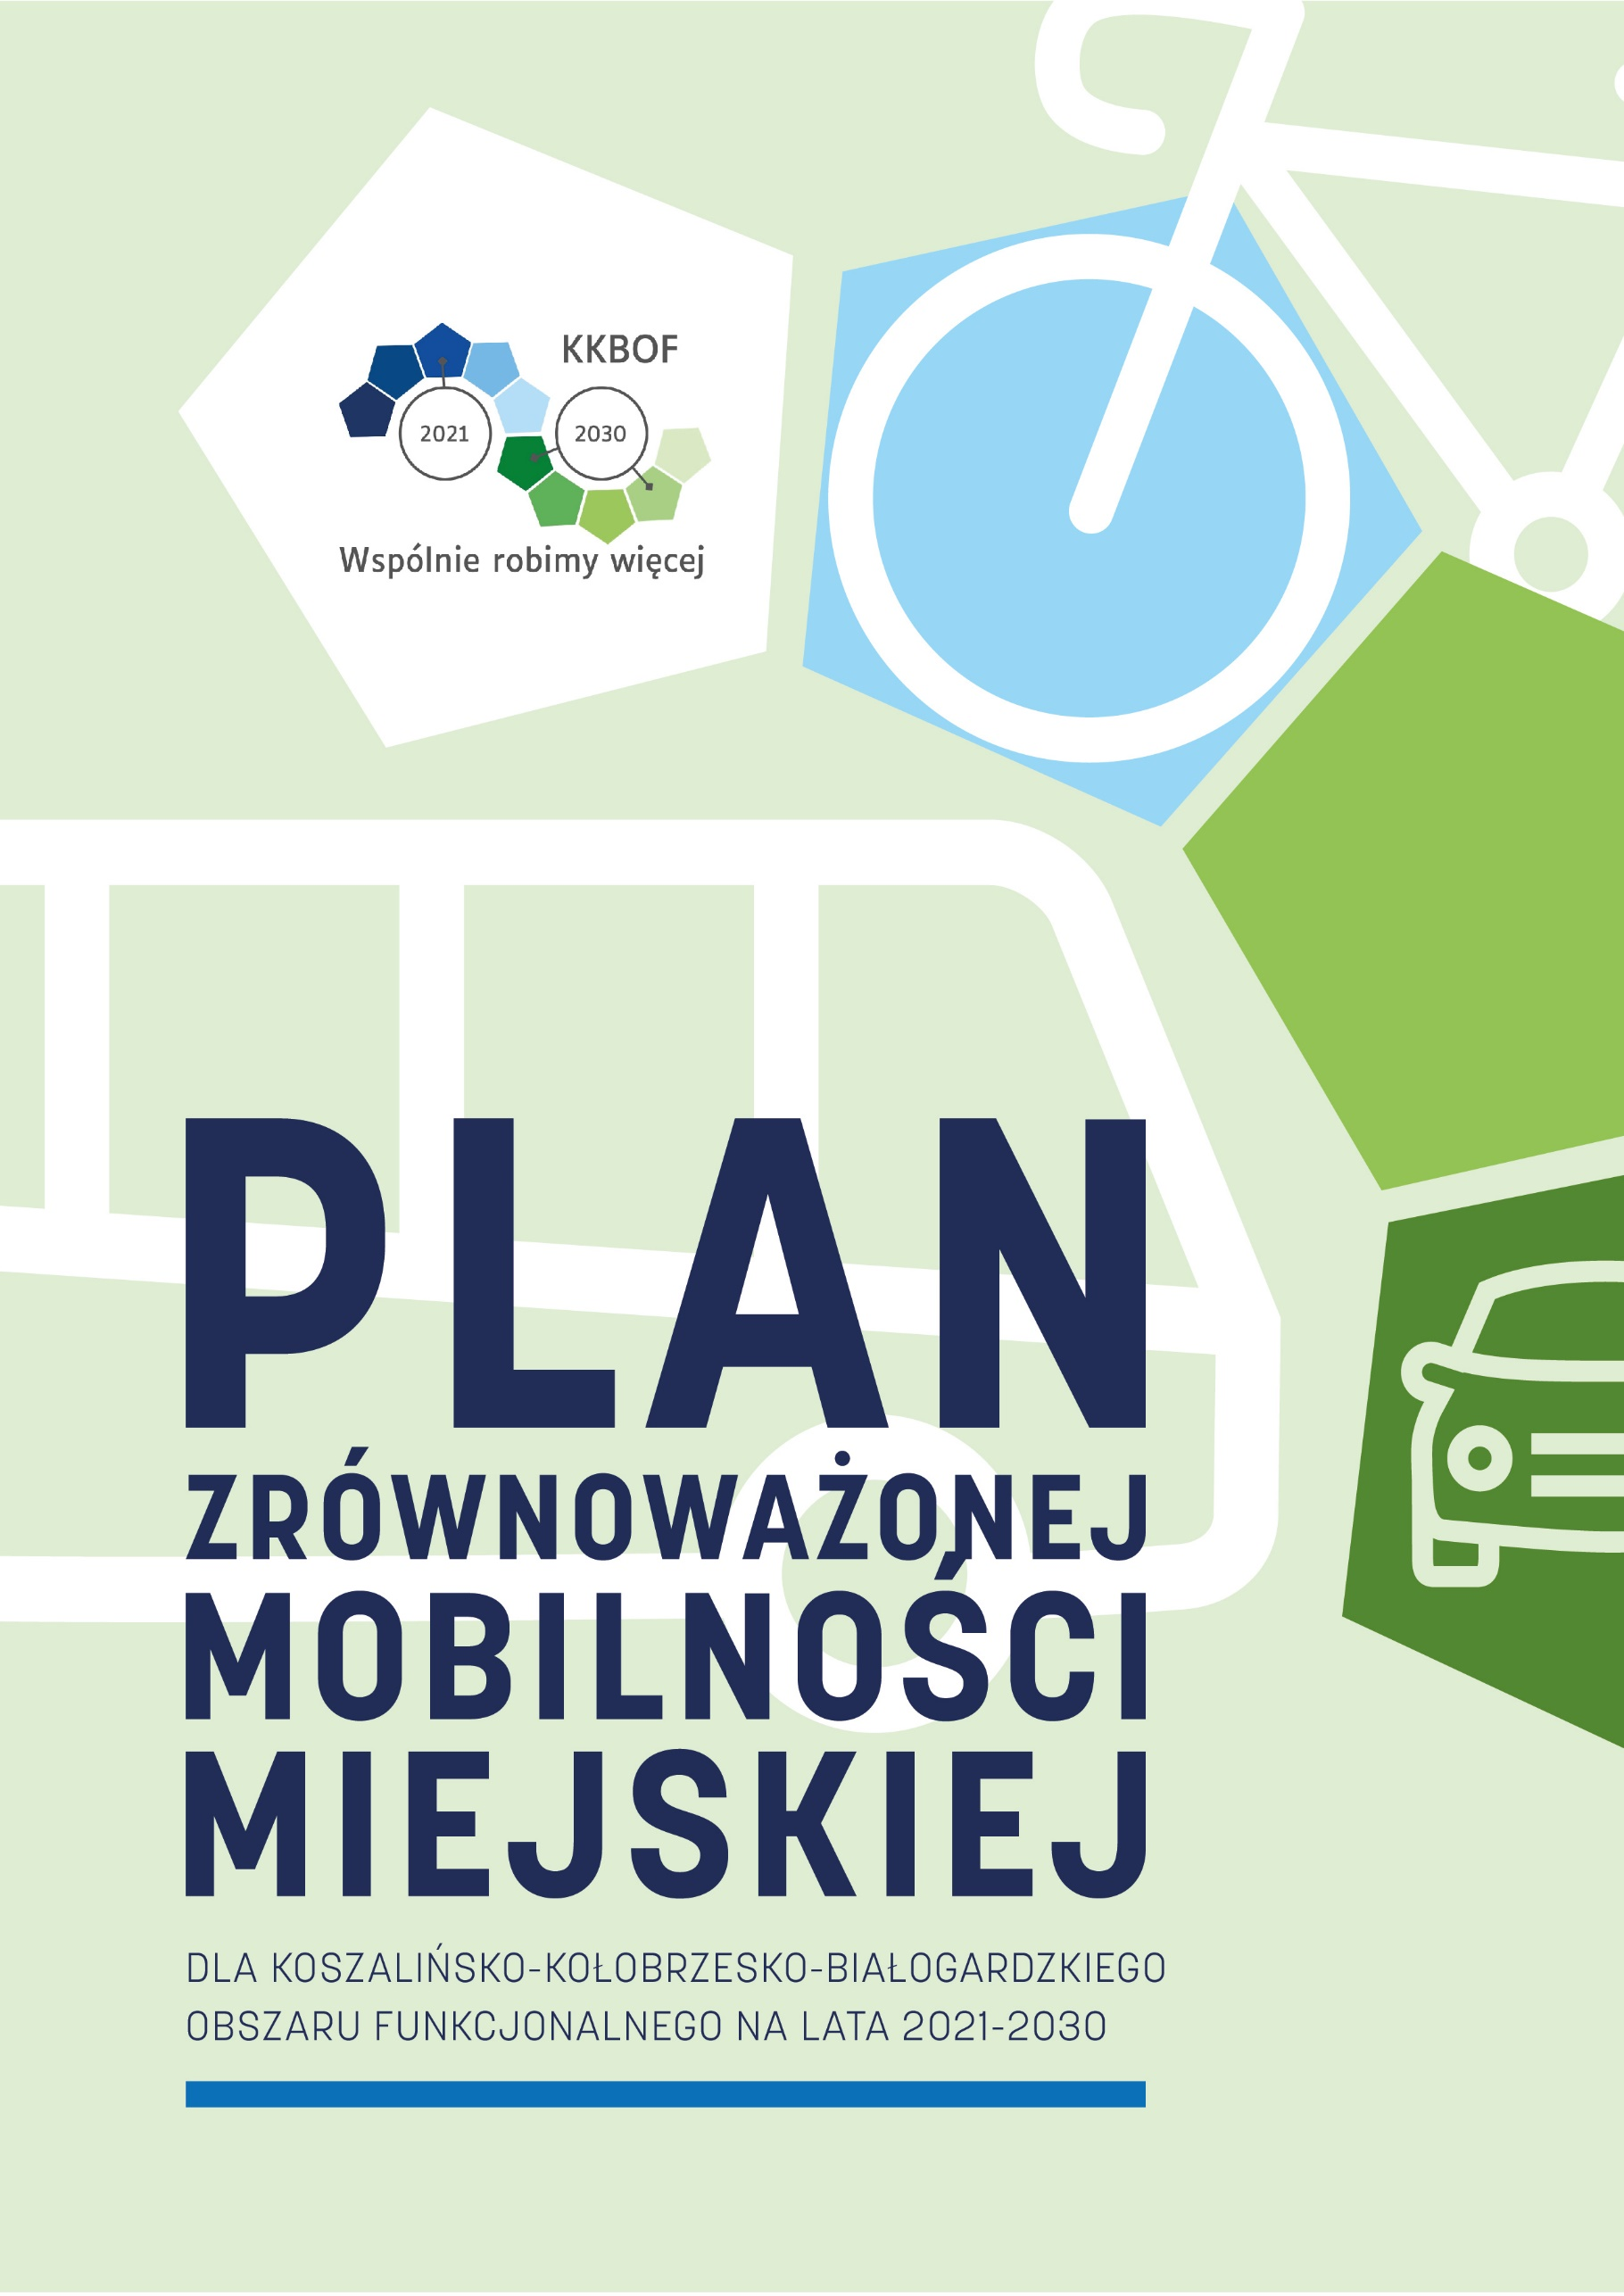 KKBOF
2021
2030
Wspólnie robimy więcej
PLAN
ZRÓWNOWAŻONEJ
MOBILNOŚCI
MIEJSKIEJ
DLA KOSZALIŃSKO-KOŁOBRZESKO-BIAŁOGARDZKIEGO
OBSZARU FUNKCJONALNEGO NA LATA 2021-2030